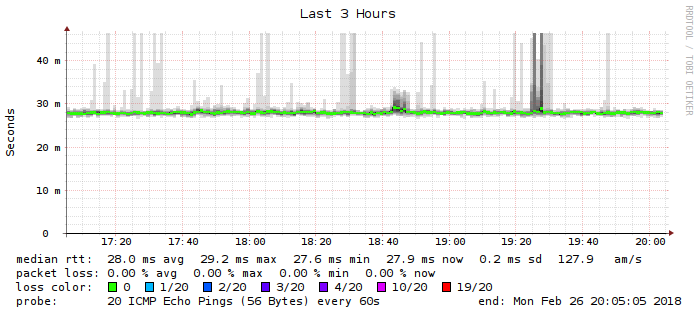 Last 3 Hours
RRDTOOL / TOBI OETIKER
Seconds
40 m
30 m
20 m
10 m
0
17:20 17:40 18:00 18:20 18:40 19:00 19:20 19:40 20:00
median rtt: 28.0 ms avg 29.2 ms max 27.6 ms min 27.9 ms now 0.2 ms sd 127.9 am/s
packet loss: 0.00 % avg 0.00 % max 0.00 % min 0.00 % now
loss color: 0 1/20 2/20 3/20 4/20 10/20 19/20
probe: 20 ICMP Echo Pings (56 Bytes) every 60s end: Mon Feb 26 20:05:05 2018